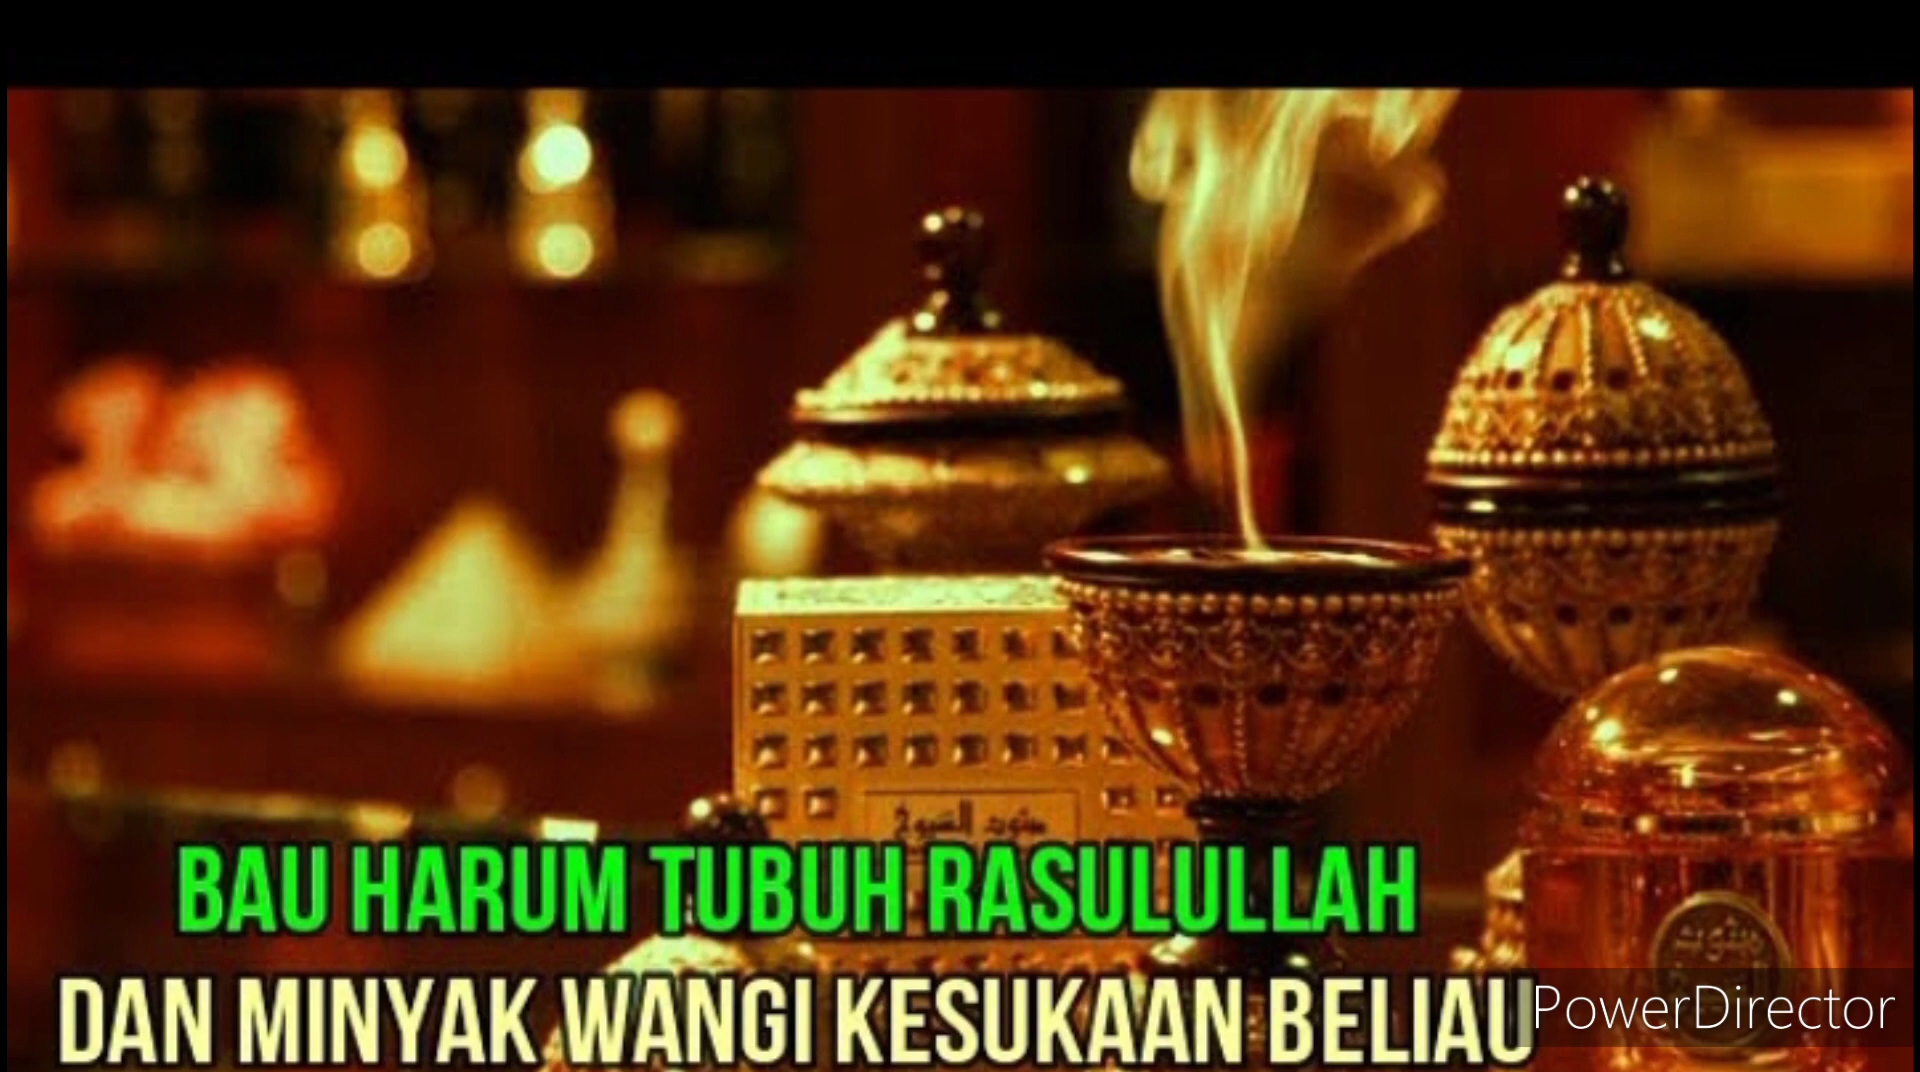 BAU HARUM TUBUH RASULULLAH
DAN MINYAK WANGI KESUKAAN BELIAU
PowerDirector